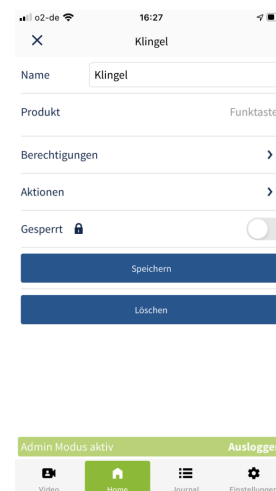 o2-de 16:27
Klingel
Name Klingel
Produkt Funktaste
Berechtigungen
Aktionen
Gesperrt
Speichern
Löschen
Admin Modus aktiv Auslogge
Video Home Journal Einstellungen